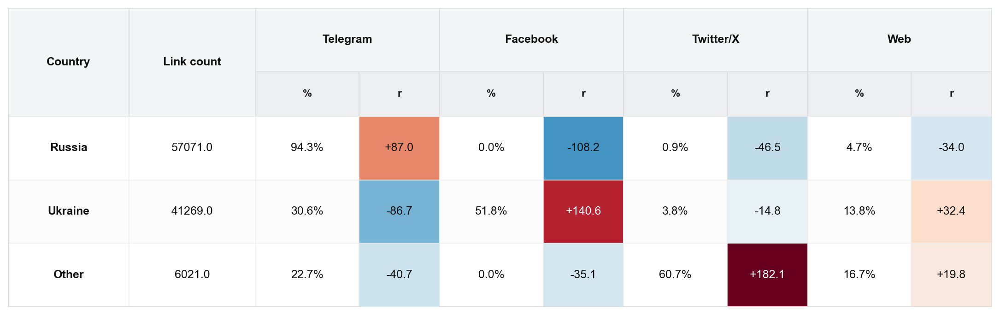 Country Link count Telegram Facebook Twitter/X Web
% r % r % r % r
Russia 57071.0 94.3% +87.0 0.0% -108.2 0.9% -46.5 4.7% -34.0
Ukraine 41269.0 30.6% -86.7 51.8% +140.6 3.8% -14.8 13.8% +32.4
Other 6021.0 22.7% -40.7 0.0% -35.1 60.7% +182.1 16.7% +19.8